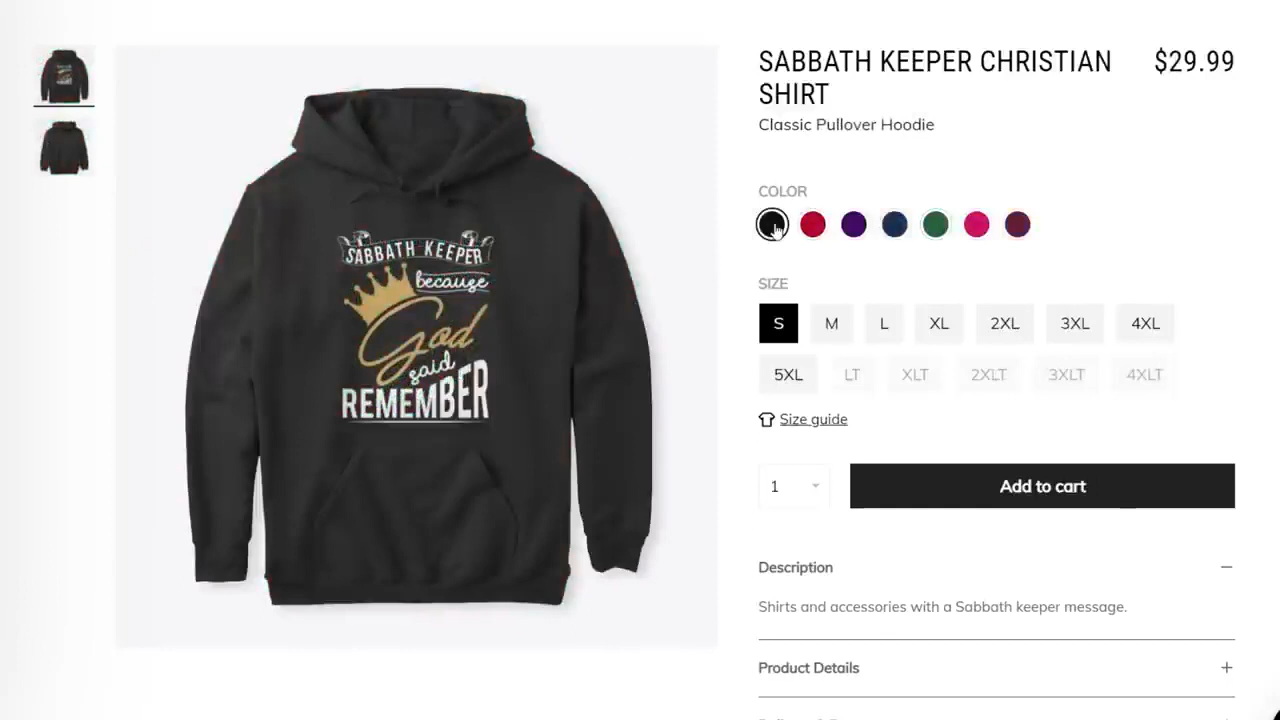 SABBATH KEEPER
because
God
said
REMEMBER
SABBATH KEEPER CHRISTIAN SHIRT
$29.99
Classic Pullover Hoodie
COLOR
SIZE
S M L XL 2XL 3XL 4XL
5XL LT XLT 2XLT 3XLT 4XLT
Size guide
1 Add to cart
Description
Shirts and accessories with a Sabbath keeper message.
Product Details